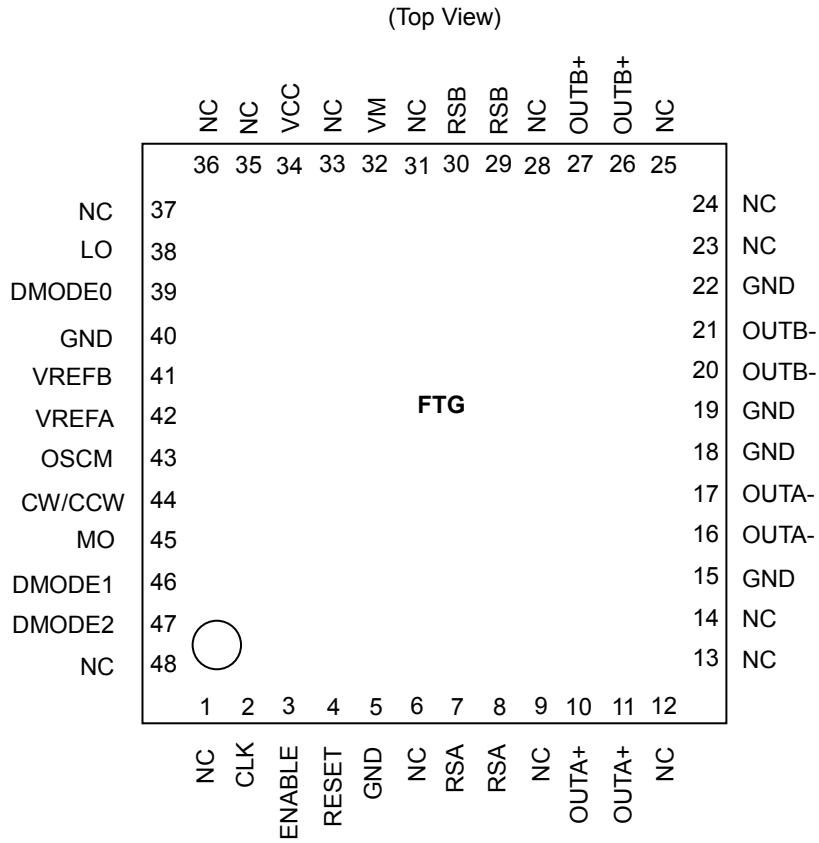 (Top View)
NC NC VCC NC VM NC RSB RSB NC OUTB+ OUTB+ NC
36 35 34 33 32 31 30 29 28 27 26 25
NC 37
LO 38
DMODE0 39
GND 40
VREFB 41
VREFA 42
OSCM 43
CW/CCW 44
MO 45
DMODE1 46
DMODE2 47
NC 48
FTG
24 NC
23 NC
22 GND
21 OUTB-
20 OUTB-
19 GND
18 GND
17 OUTA-
16 OUTA-
15 GND
14 NC
13 NC
1 2 3 4 5 6 7 8 9 10 11 12
NC CLK ENABLE RESET GND NC RSA RSA NC OUTA+ OUTA+ NC